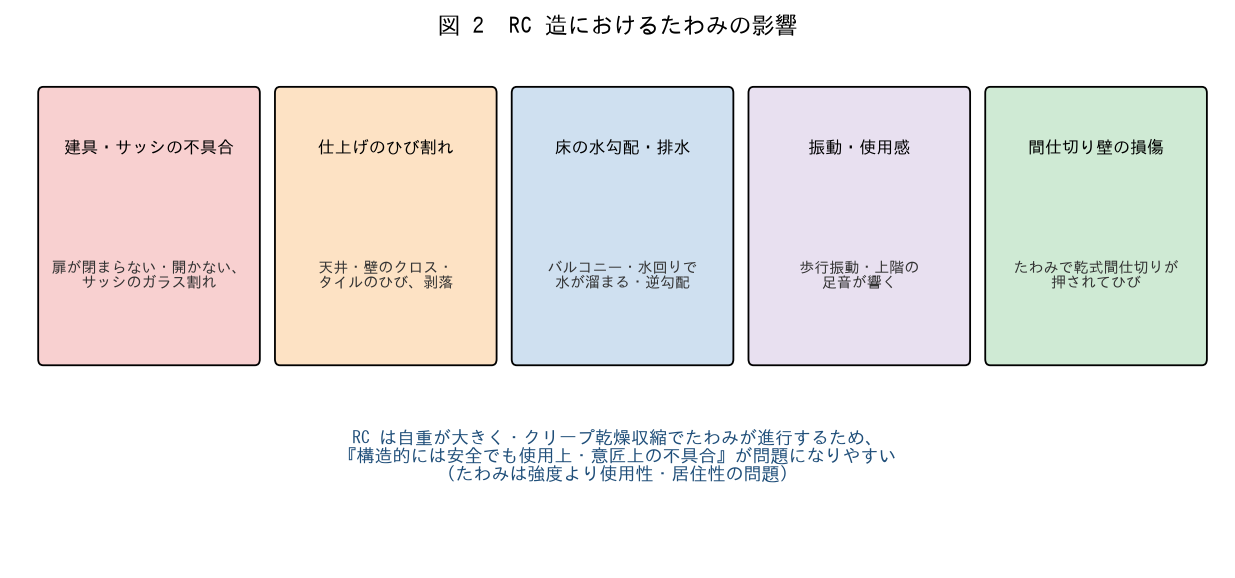 図 2　RC 造におけるたわみの影響
建具・サッシの不具合
扉が閉まらない・開かない、
サッシのガラス割れ
仕上げのひび割れ
天井・壁のクロス・
タイルのひび、剥落
床の水勾配・排水
バルコニー・水回りで
水が溜まる・逆勾配
振動・使用感
歩行振動・上階の
足音が響く
間仕切り壁の損傷
たわみで乾式間仕切りが
押されてひび
RC は自重が大きく・クリープ乾燥収縮でたわみが進行するため、
『構造的には安全でも使用上・意匠上の不具合』が問題になりやすい
（たわみは強度より使用性・居住性の問題）